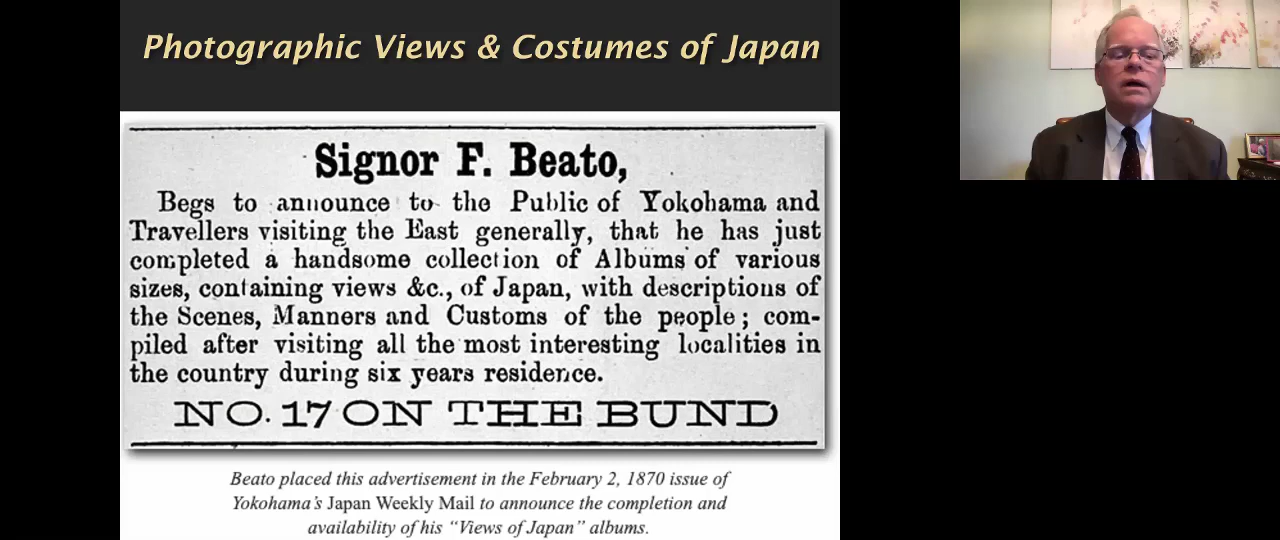 Photographic Views & Costumes of Japan
Signor F. Beato,
Begs to announce to the Public of Yokohama and
Travellers visiting the East generally, that he has just
completed a handsome collection of Albums of various
sizes, containing views &c., of Japan, with descriptions of
the Scenes, Manners and Customs of the people; com-
piled after visiting all the most interesting localities in
the country during six years residence.
NO. 17 ON THE BUND
Beato placed this advertisement in the February 2, 1870 issue of
Yokohama's Japan Weekly Mail to announce the completion and
availability of his “Views of Japan” albums.